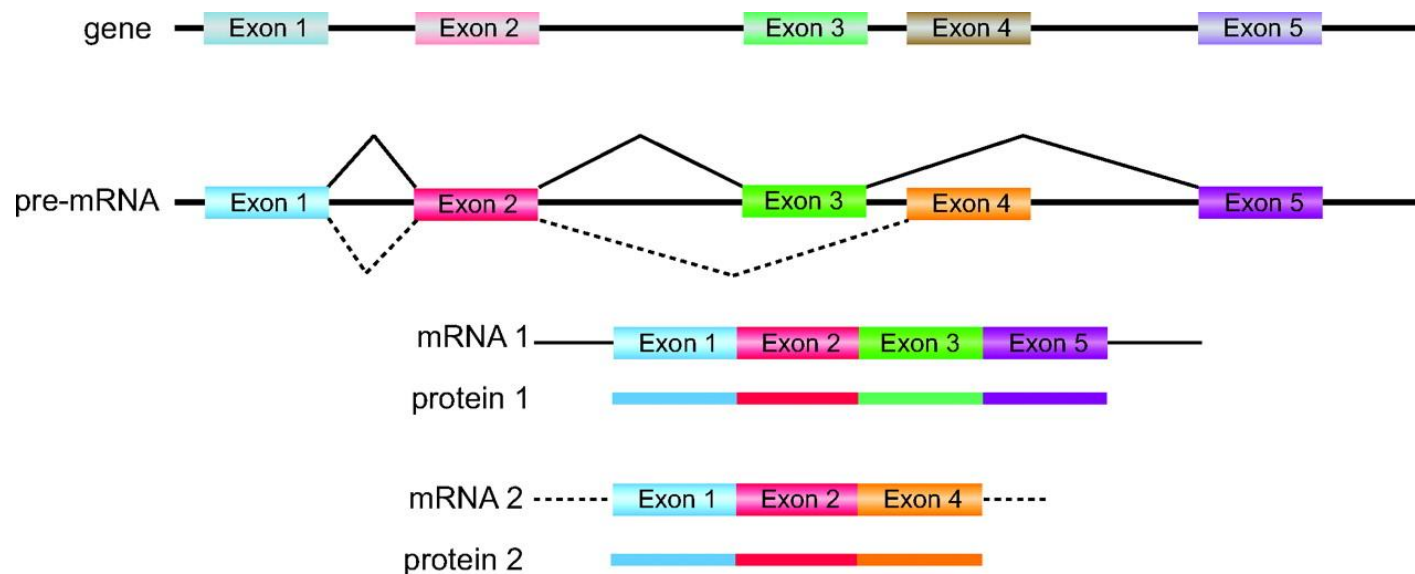 gene Exon 1 Exon 2 Exon 3 Exon 4 Exon 5
pre-mRNA Exon 1 Exon 2 Exon 3 Exon 4 Exon 5
mRNA 1 Exon 1 Exon 2 Exon 3 Exon 5
protein 1
mRNA 2 Exon 1 Exon 2 Exon 4
protein 2